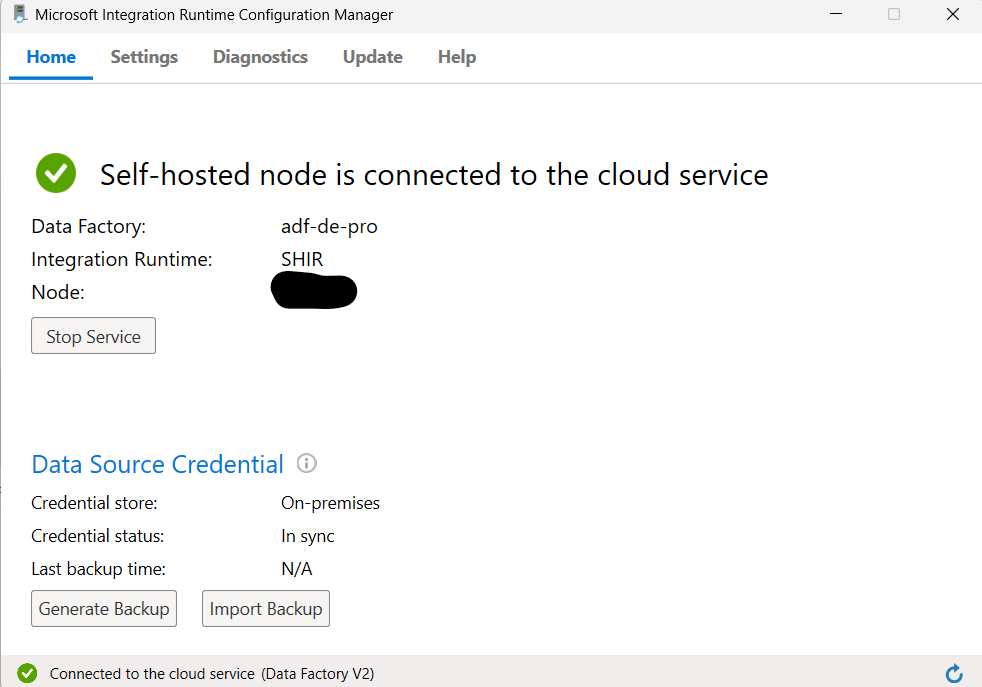 Microsoft Integration Runtime Configuration Manager
Home Settings Diagnostics Update Help
Self-hosted node is connected to the cloud service
Data Factory: adf-de-pro
Integration Runtime: SHIR
Node:
Stop Service
Data Source Credential
Credential store: On-premises
Credential status: In sync
Last backup time: N/A
Generate Backup Import Backup
Connected to the cloud service (Data Factory V2)